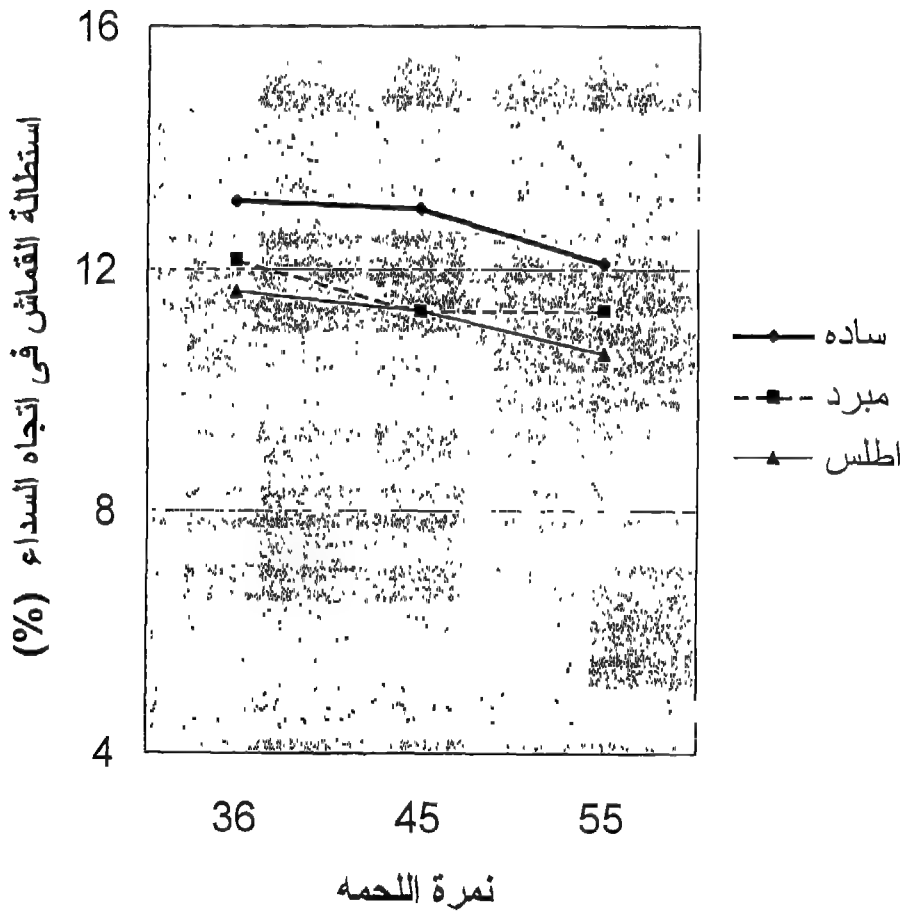 16
12
8
4
استطالة القماش فى اتجاه السداء (%)
36 45 55
نمرة اللحمه
ساده
مبرد
اطلس